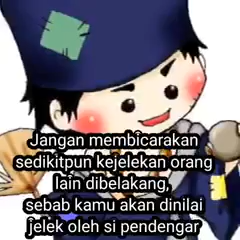 Jangan membicarakan
sedikitpun kejelekan orang
lain dibelakang,
sebab kamu akan dinilai
jelek oleh si pendengar